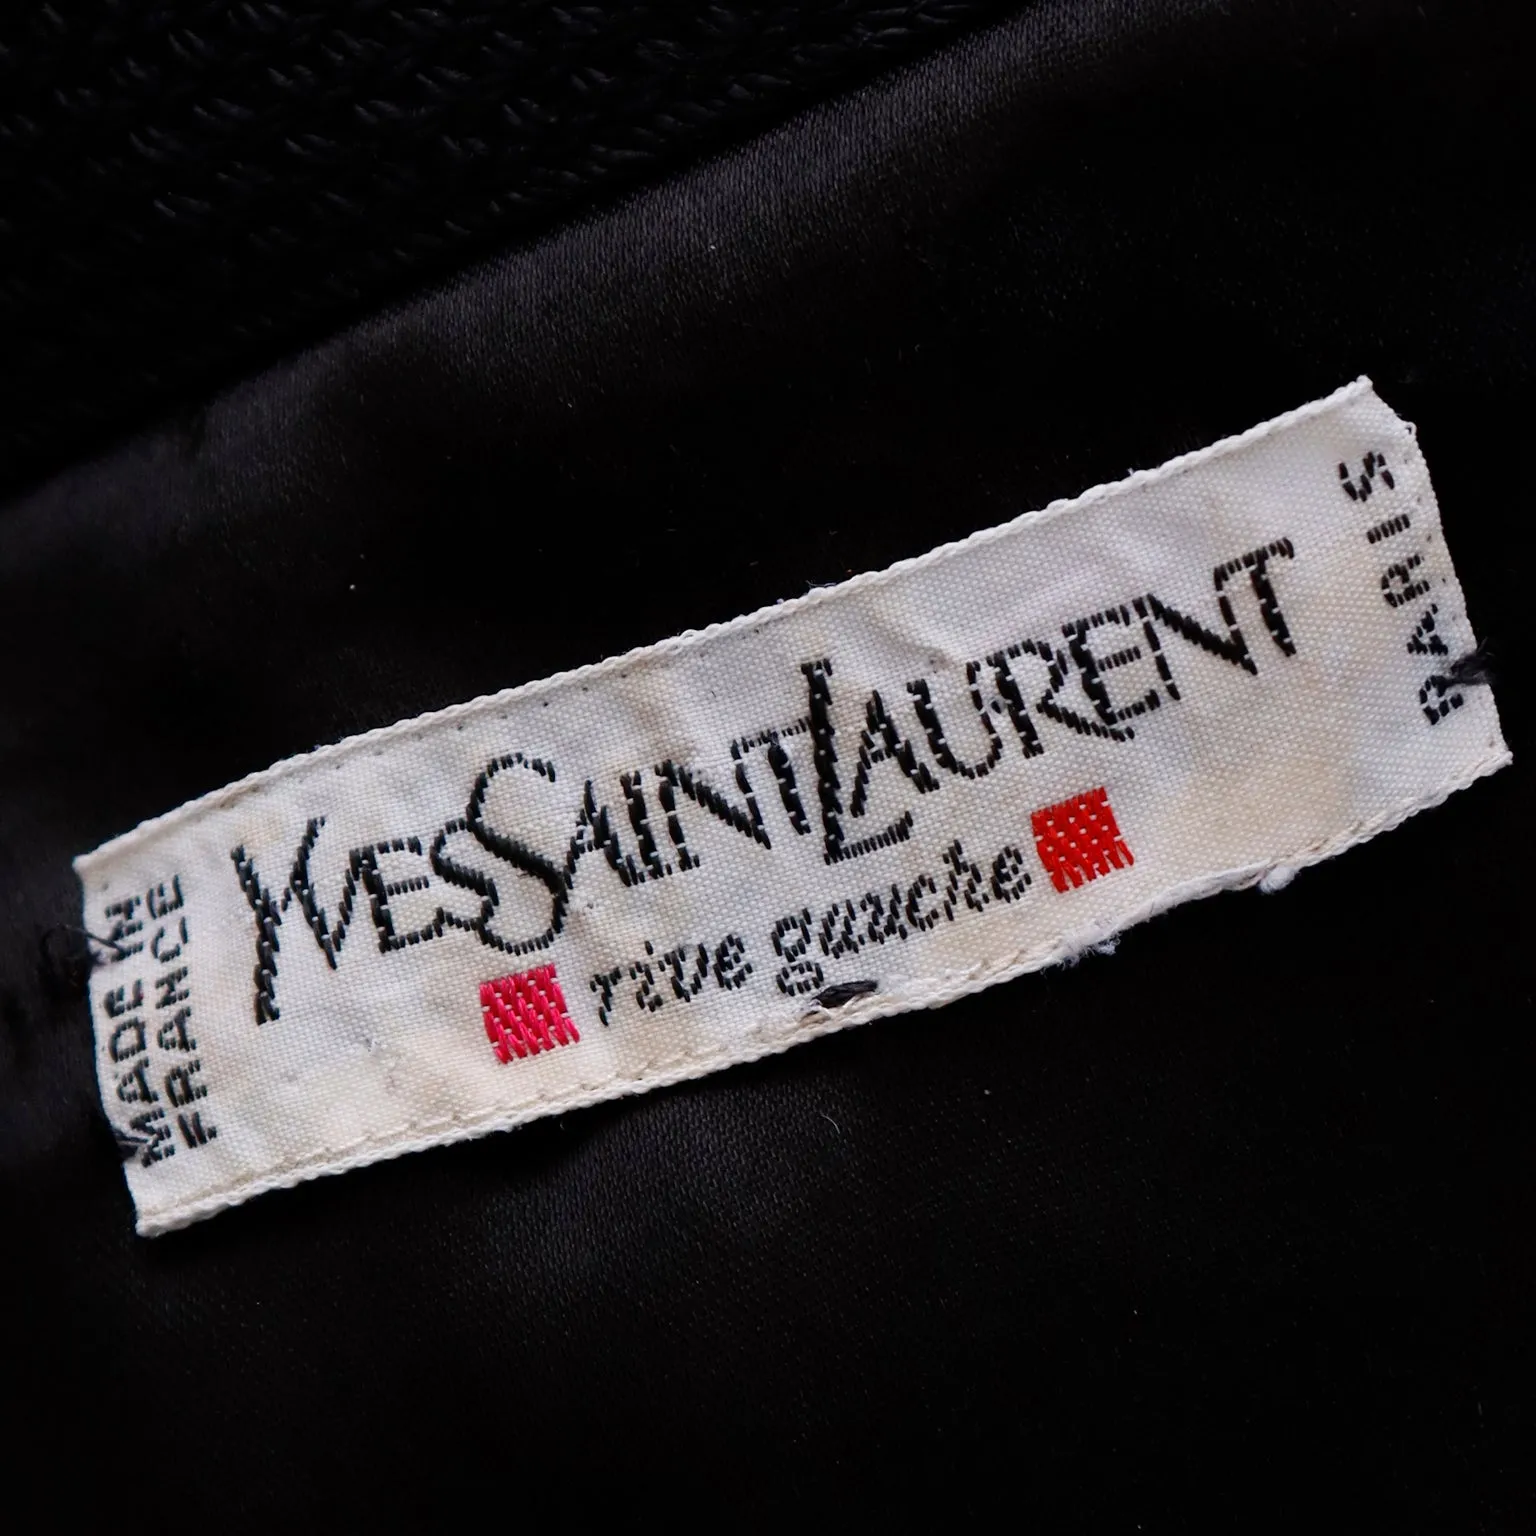 MADE IN
FRANCE
YVESSAINTLAURENT
rive gauche
PARIS